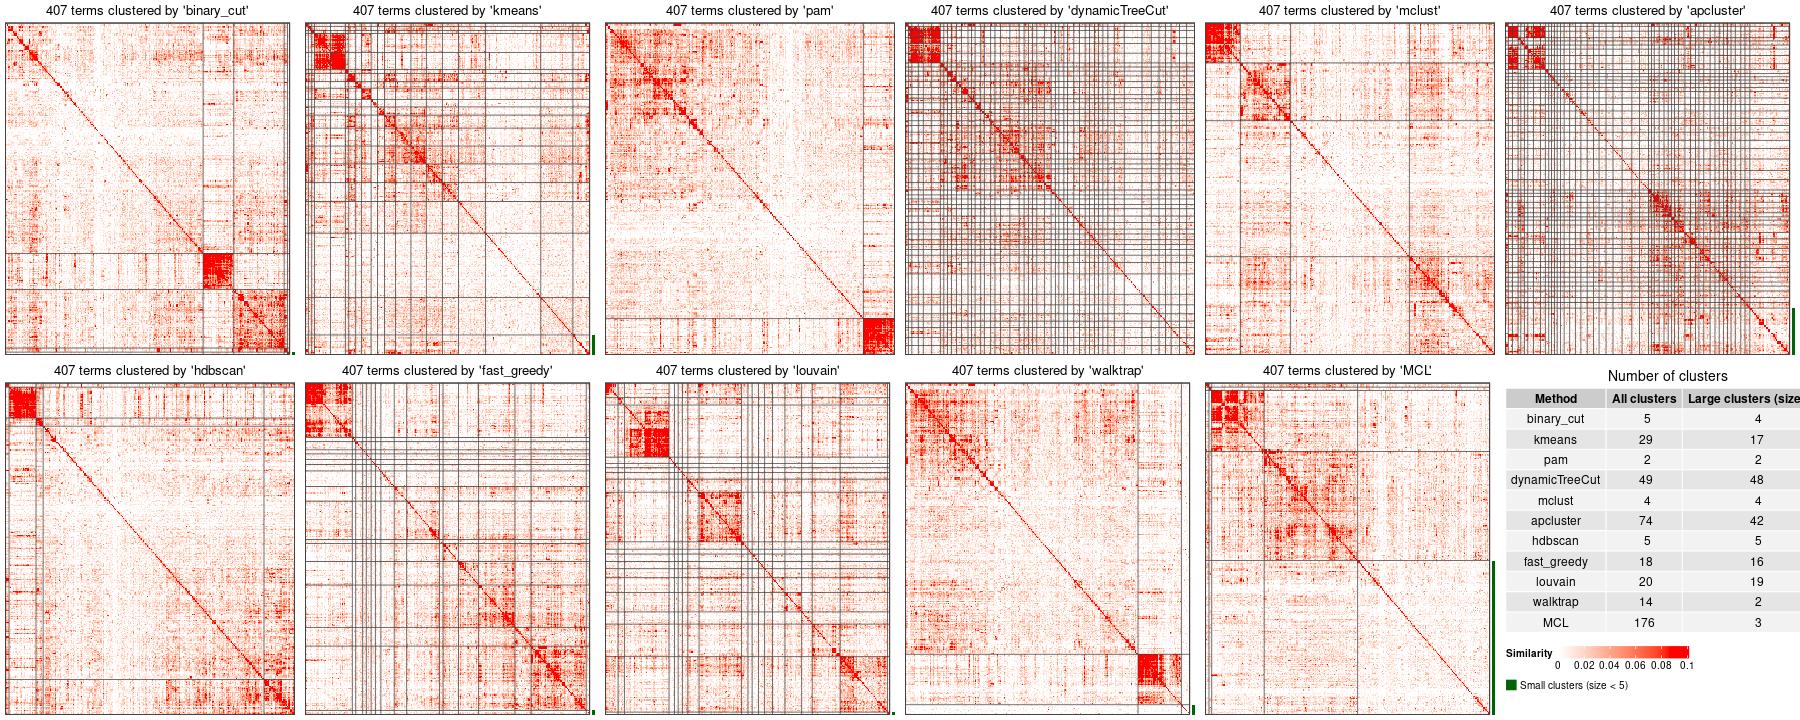 407 terms clustered by 'binary_cut'
407 terms clustered by 'kmeans'
407 terms clustered by 'pam'
407 terms clustered by 'dynamicTreeCut'
407 terms clustered by 'mclust'
407 terms clustered by 'apcluster'
407 terms clustered by 'hdbscan'
407 terms clustered by 'fast_greedy'
407 terms clustered by 'louvain'
407 terms clustered by 'walktrap'
407 terms clustered by 'MCL'
Number of clusters
Method All clusters Large clusters (size
binary_cut 5 4
kmeans 29 17
pam 2 2
dynamicTreeCut 49 48
mclust 4 4
apcluster 74 42
hdbscan 5 5
fast_greedy 18 16
louvain 20 19
walktrap 14 2
MCL 176 3
Similarity
0 0.02 0.04 0.06 0.08 0.1
Small clusters (size < 5)